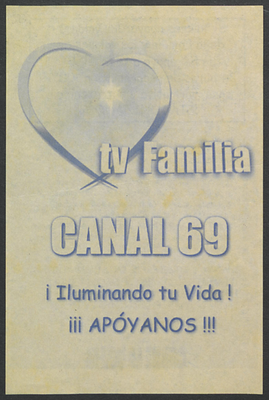 tv Familia
CANAL 69
¡ Iluminando tu Vida !
¡¡¡ APÓYANOS !!!